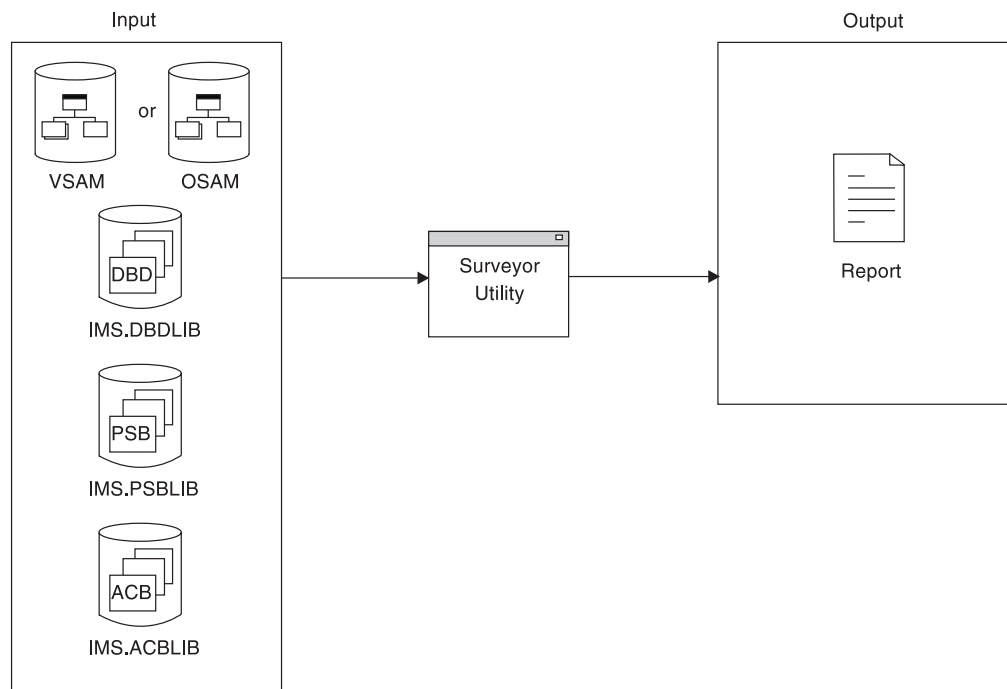 Input
Output
or
VSAM
OSAM
DBD
IMS.DBDLIB
PSB
IMS.PSBLIB
ACB
IMS.ACBLIB
Surveyor
Utility
Report